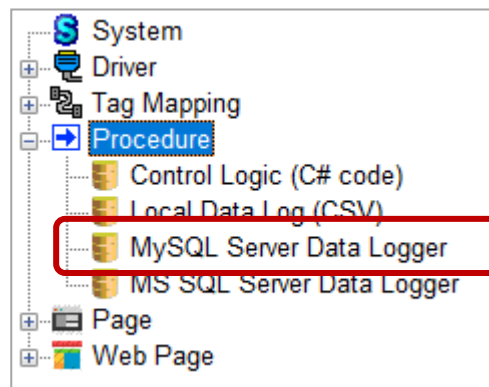 System
Driver
Tag Mapping
Procedure
Control Logic (C# code)
Local Data Log (CSV)
MySQL Server Data Logger
MS SQL Server Data Logger
Page
Web Page